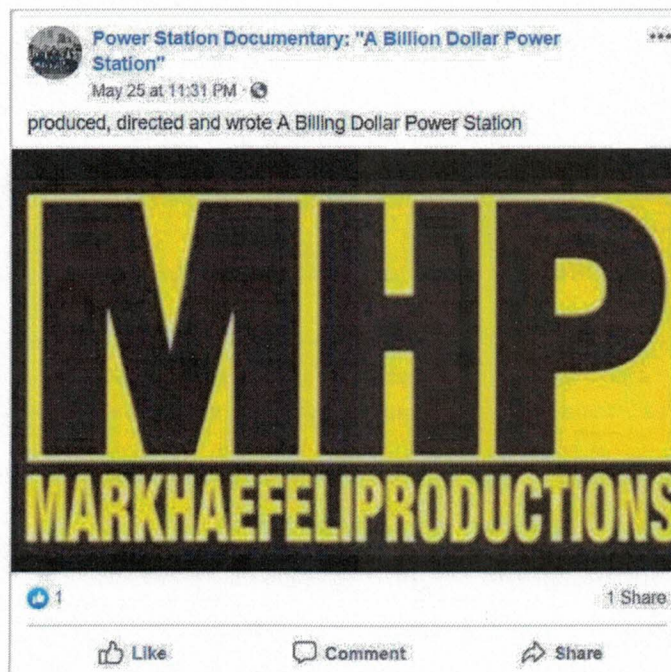 Power Station Documentary: "A Billion Dollar Power
Station"
May 25 at 11:31 PM ·
produced, directed and wrote A Billing Dollar Power Station
MHP
MARKHAEFELIPRODUCTIONS
1
1 Share
Like
Comment
Share